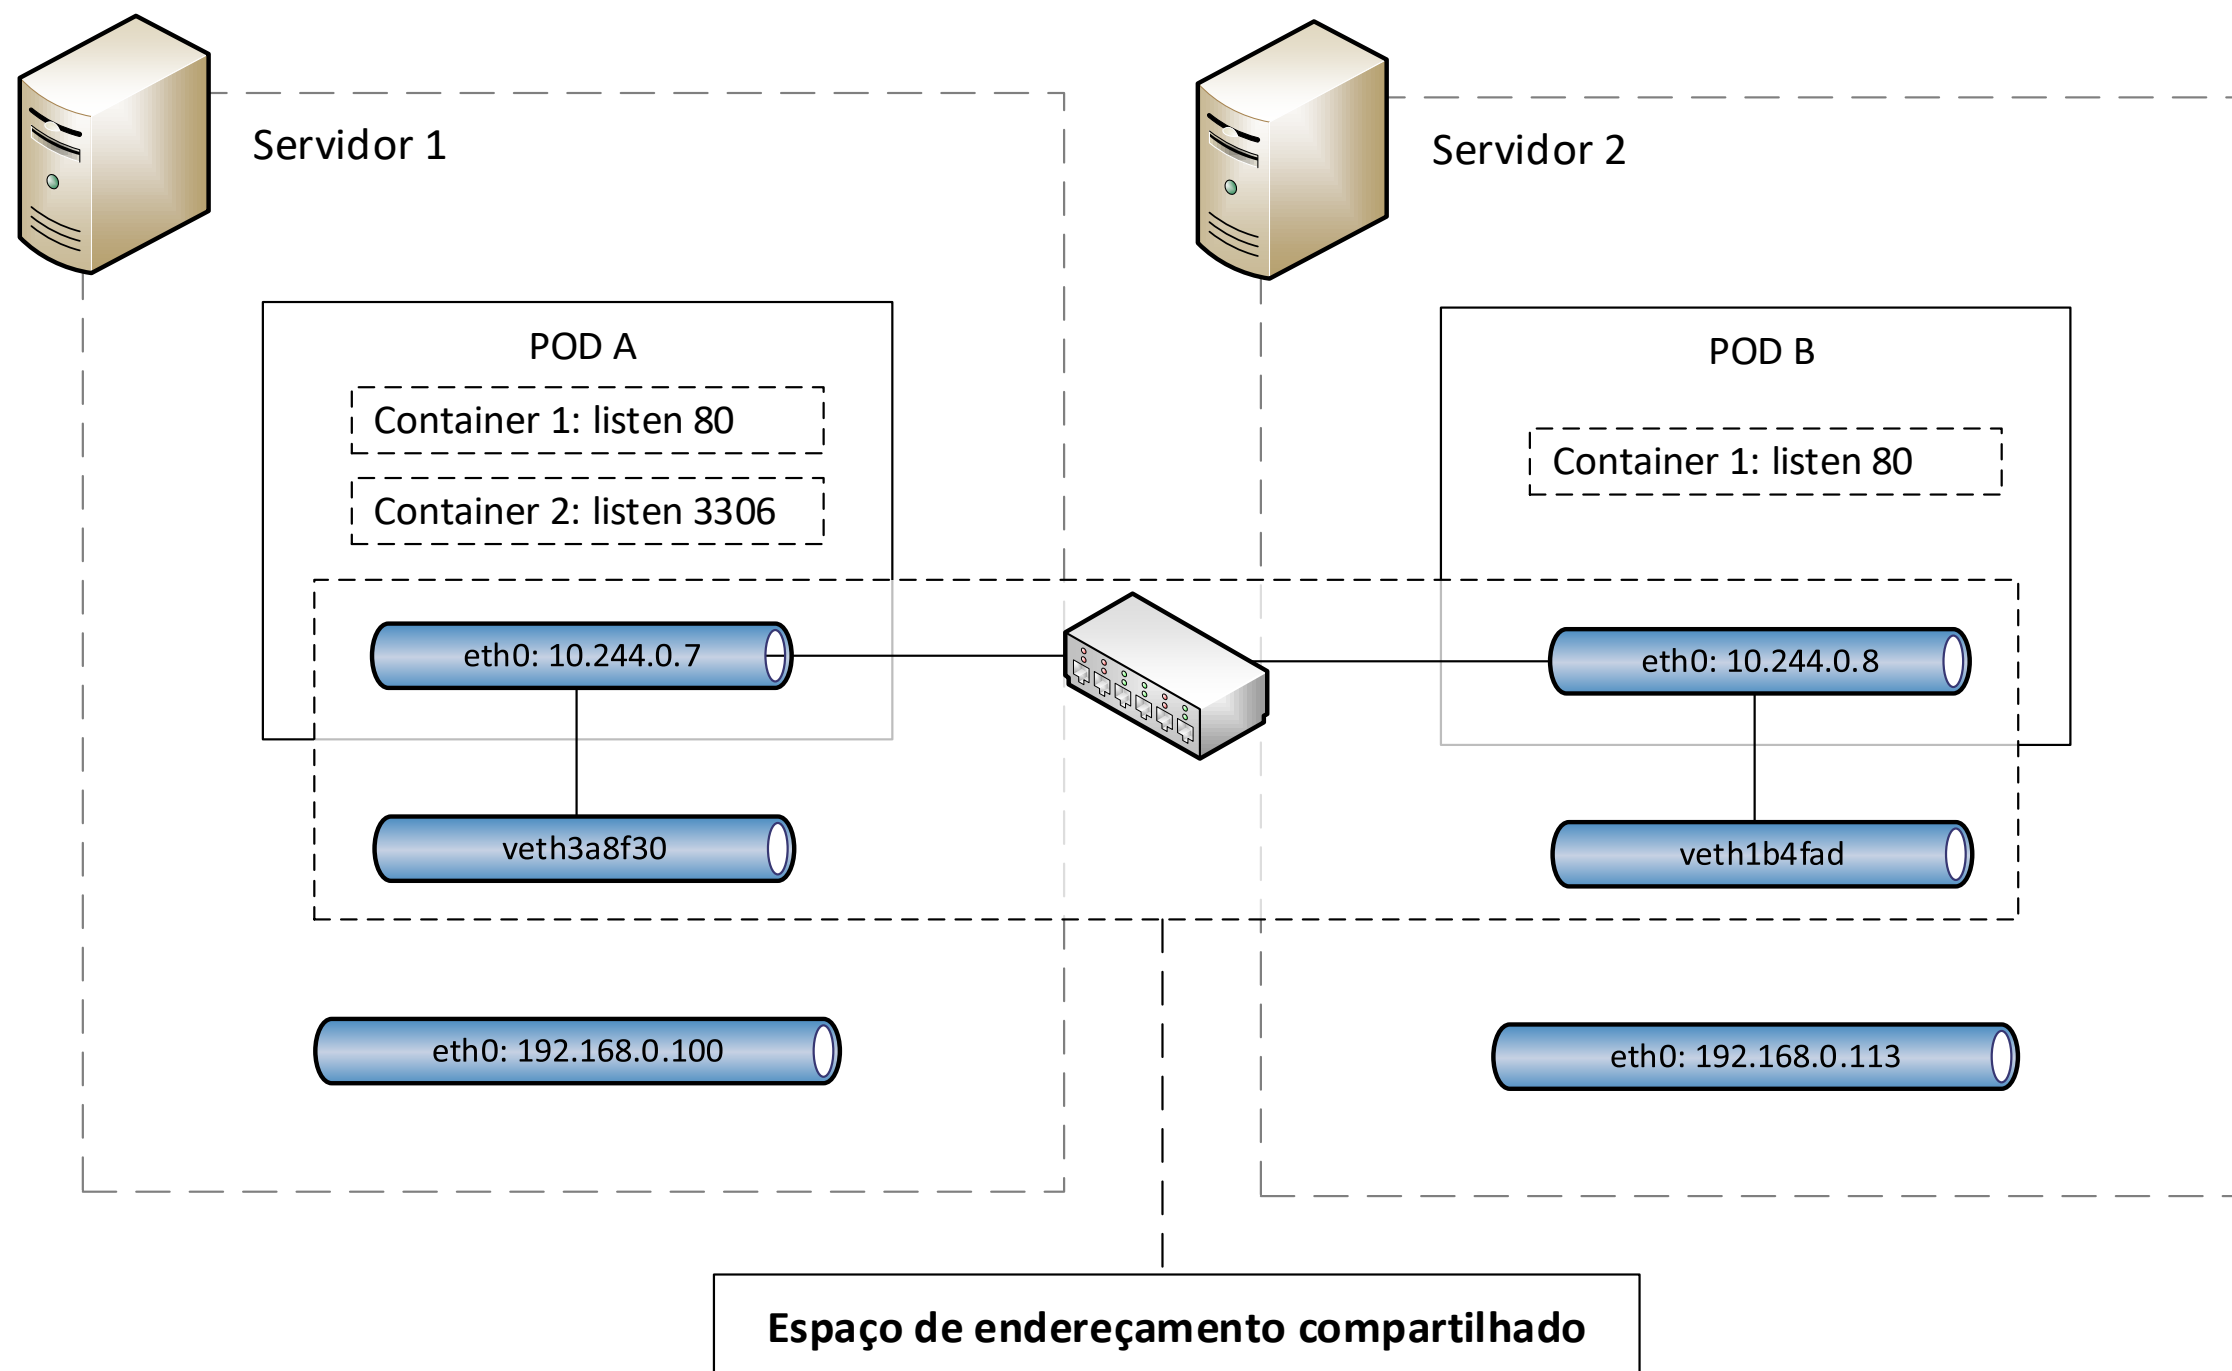 Servidor 1
Servidor 2
POD A
Container 1: listen 80
Container 2: listen 3306
POD B
Container 1: listen 80
eth0: 10.244.0.7
eth0: 10.244.0.8
veth3a8f30
veth1b4fad
eth0: 192.168.0.100
eth0: 192.168.0.113
Espaço de endereçamento compartilhado